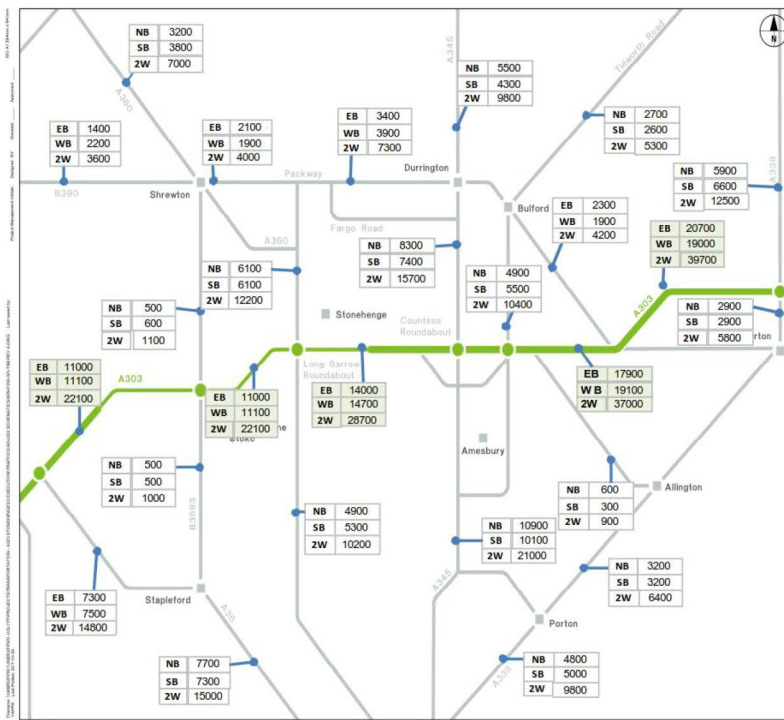 NB 3200
SB 3800
2W 7000
A360
A345
Tidworth Road
N
NB 5500
SB 4300
2W 9800
EB 3400
WB 3900
2W 7300
NB 2700
SB 2600
2W 5300
EB 1400
WB 2200
2W 3600
EB 2100
WB 1900
2W 4000
B390
Shrewton
Packway
Durrington
NB 5900
SB 6600
2W 12500
A338
Bulford
EB 2300
WB 1900
2W 4200
Fargo Road
A360
EB 20700
WB 19000
2W 39700
NB 8300
SB 7400
2W 15700
NB 6100
SB 6100
2W 12200
NB 4900
SB 5500
2W 10400
NB 500
SB 600
2W 1100
Stonehenge
Countess
Roundabout
A303
NB 2900
SB 2900
2W 5800
rton
EB 11000
WB 11100
2W 22100
A303
Long Barrow
Roundabout
EB 11000
WB 11100
2W 22100
Stoke
EB 14000
WB 14700
2W 28700
EB 17900
W B 19100
2W 37000
Amesbury
NB 500
SB 500
2W 1000
B3083
NB 600
SB 300
2W 900
Allington
NB 4900
SB 5300
2W 10200
NB 10900
SB 10100
2W 21000
NB 3200
SB 3200
2W 6400
A345
EB 7300
WB 7500
2W 14800
Stapleford
A36
Porton
NB 7700
SB 7300
2W 15000
A338
NB 4800
SB 5000
2W 9800